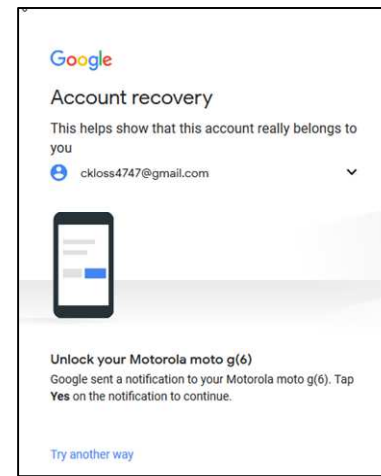 Google
Account recovery
This helps show that this account really belongs to
you
ckloss4747@gmail.com
Unlock your Motorola moto g(6)
Google sent a notification to your Motorola moto g(6). Tap
Yes on the notification to continue.
Try another way